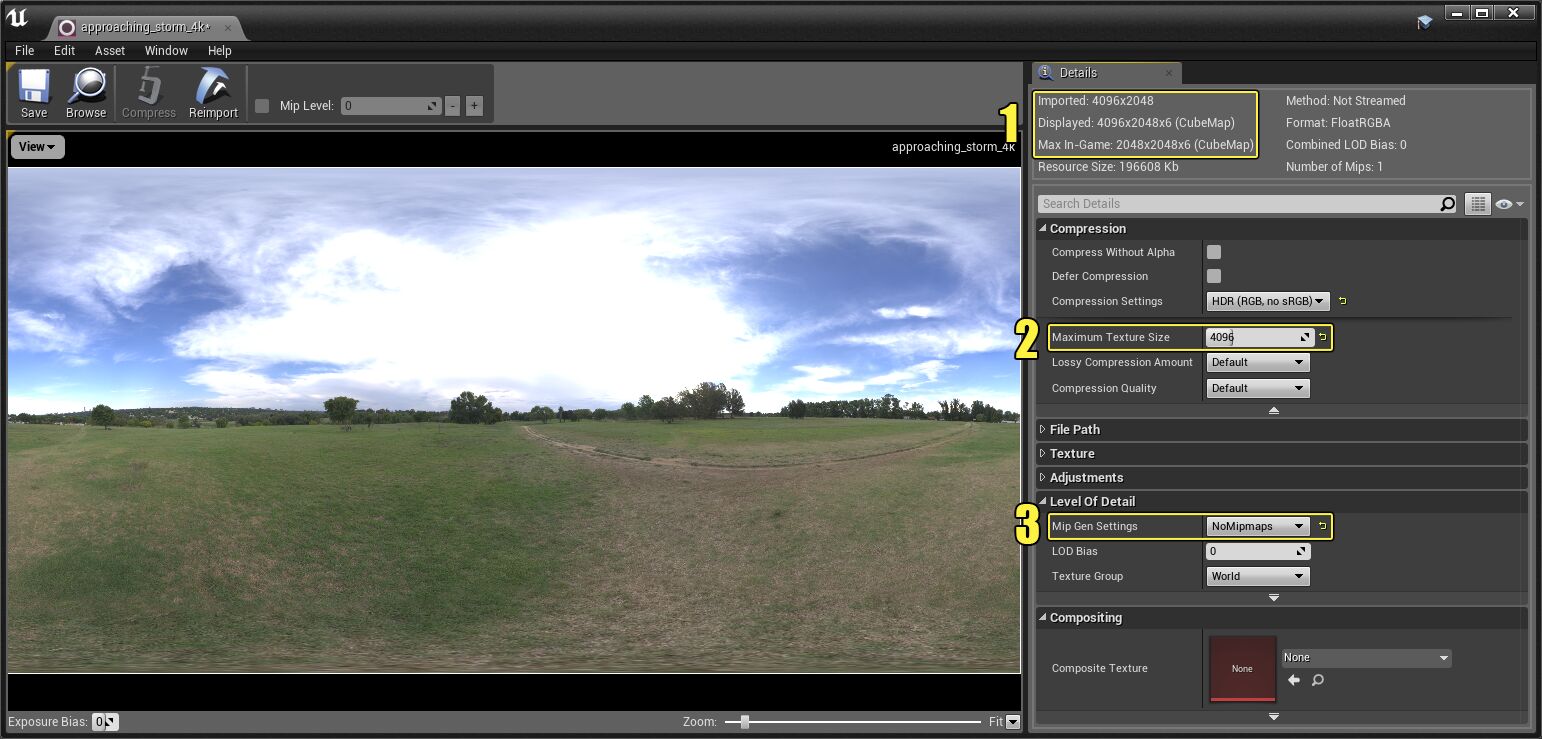 approaching_storm_4k*
File Edit Asset Window Help
Save Browse Compress Reimport Mip Level: 0 - +
View
approaching_storm_4k
Exposure Bias: 0
Zoom: Fit
Details
1
Imported: 4096x2048 Method: Not Streamed
Displayed: 4096x2048x6 (CubeMap) Format: FloatRGBA
Max In-Game: 2048x2048x6 (CubeMap) Combined LOD Bias: 0
Resource Size: 196608 Kb Number of Mips: 1
Search Details
Compression
Compress Without Alpha
Defer Compression
Compression Settings HDR (RGB, no sRGB)
2
Maximum Texture Size 4096
Lossy Compression Amount Default
Compression Quality Default
File Path
Texture
Adjustments
Level Of Detail
3
Mip Gen Settings NoMipmaps
LOD Bias 0
Texture Group World
Compositing
Composite Texture None None